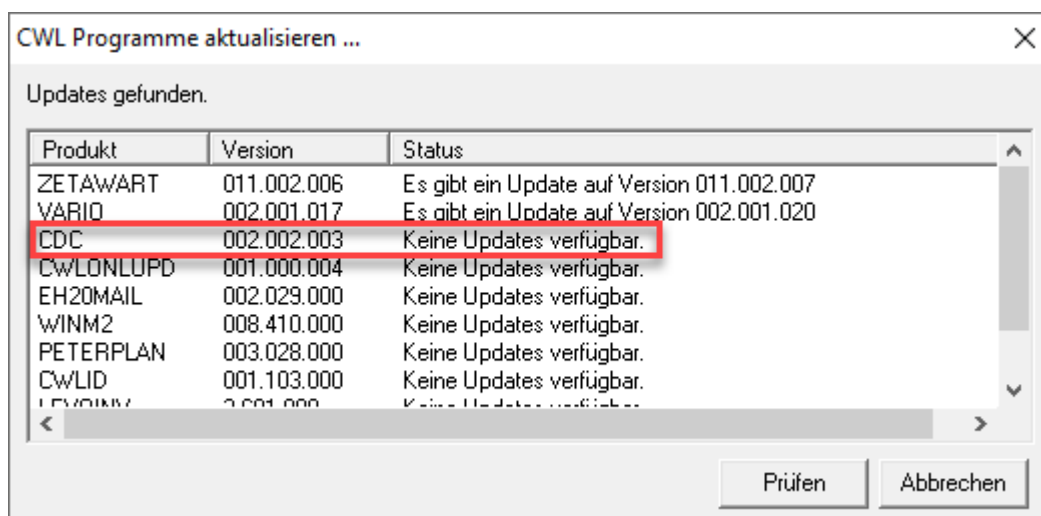 CWL Programme aktualisieren ...
Updates gefunden.
Produkt Version Status
ZETAWART 011.002.006 Es gibt ein Update auf Version 011.002.007
VARIO 002.001.017 Es gibt ein Update auf Version 002.001.020
CDC 002.002.003 Keine Updates verfügbar.
CWLONLUPD 001.000.004 Keine Updates verfügbar.
EH20MAIL 002.029.000 Keine Updates verfügbar.
WINM2 008.410.000 Keine Updates verfügbar.
PETERPLAN 003.028.000 Keine Updates verfügbar.
CWLID 001.103.000 Keine Updates verfügbar.
Keine Updates verfügbar.
Prüfen Abbrechen